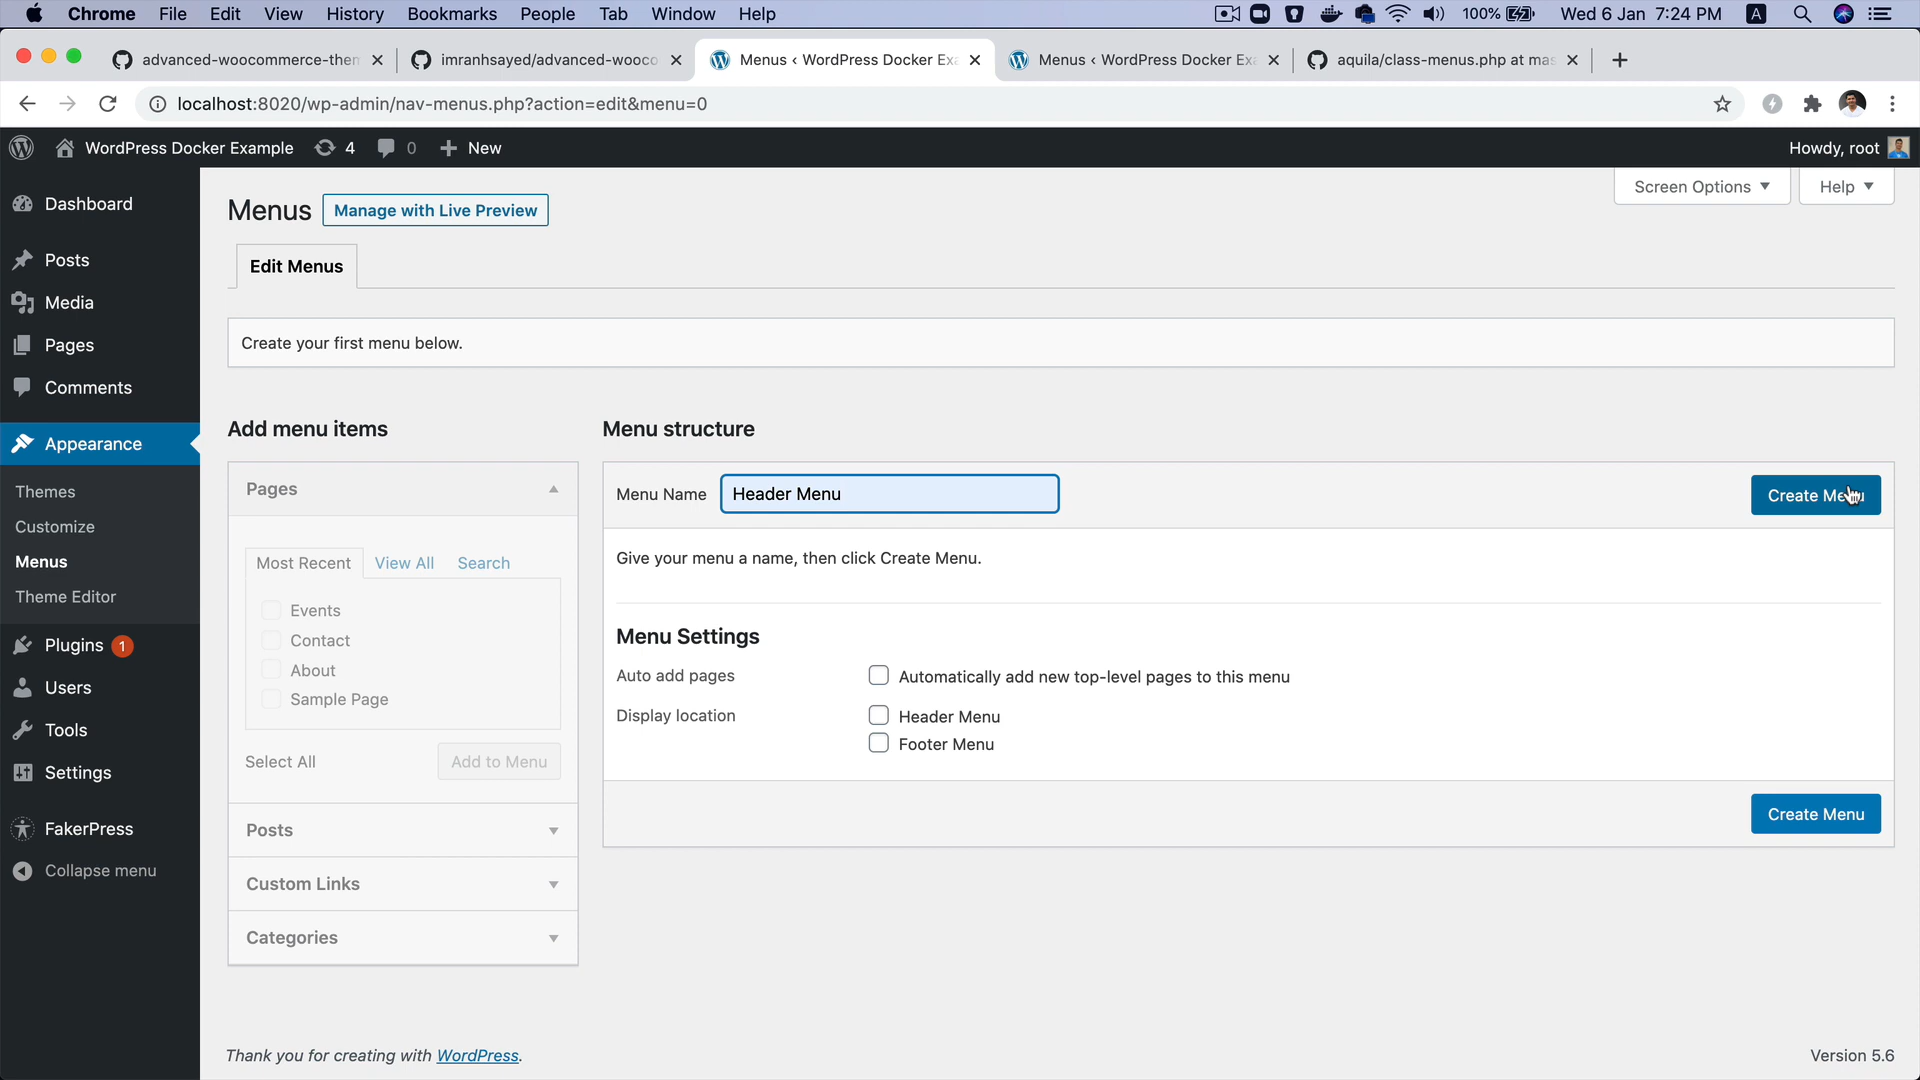 Chrome File Edit View History Bookmarks People Tab Window Help 100% Wed 6 Jan 7:24 PM A
advanced-woocommerce-then imranhsayed/advanced-wooco Menus ‹ WordPress Docker Exa Menus ‹ WordPress Docker Exa aquila/class-menus.php at mas
localhost:8020/wp-admin/nav-menus.php?action=edit&menu=0
WordPress Docker Example 4 0 New Howdy, root
Screen Options Help
Dashboard
Posts
Media
Pages
Comments
Appearance
Themes
Customize
Menus
Theme Editor
Plugins 1
Users
Tools
Settings
FakerPress
Collapse menu
Menus Manage with Live Preview
Edit Menus
Create your first menu below.
Add menu items
Pages
Most Recent View All Search
Events
Contact
About
Sample Page
Select All Add to Menu
Posts
Custom Links
Categories
Menu structure
Menu Name Header Menu Create Menu
Give your menu a name, then click Create Menu.
Menu Settings
Auto add pages Automatically add new top-level pages to this menu
Display location Header Menu
Footer Menu
Create Menu
Thank you for creating with WordPress. Version 5.6